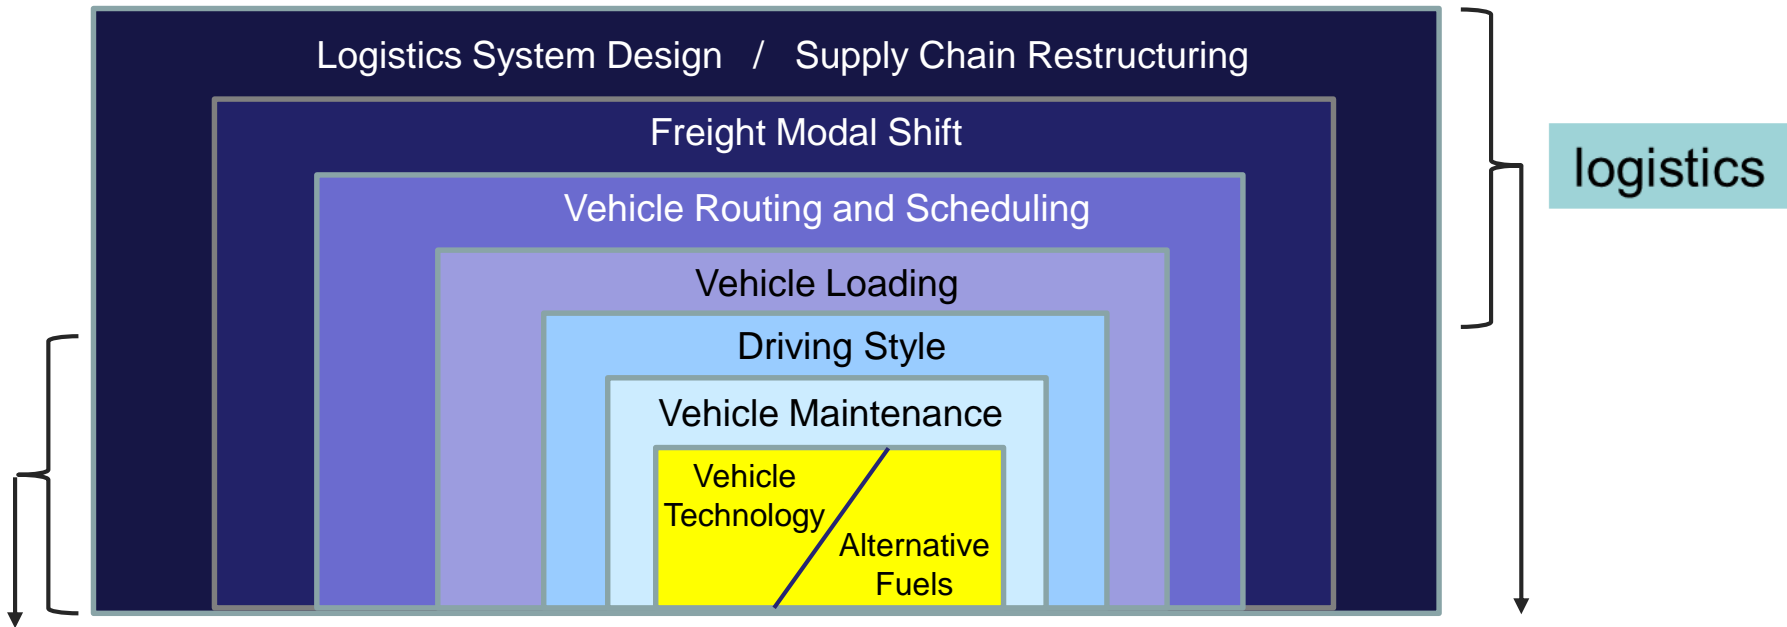 Logistics System Design / Supply Chain Restructuring
Freight Modal Shift
logistics
Vehicle Routing and Scheduling
Vehicle Loading
Driving Style
Vehicle Maintenance
Vehicle
Technology
Alternative
Fuels